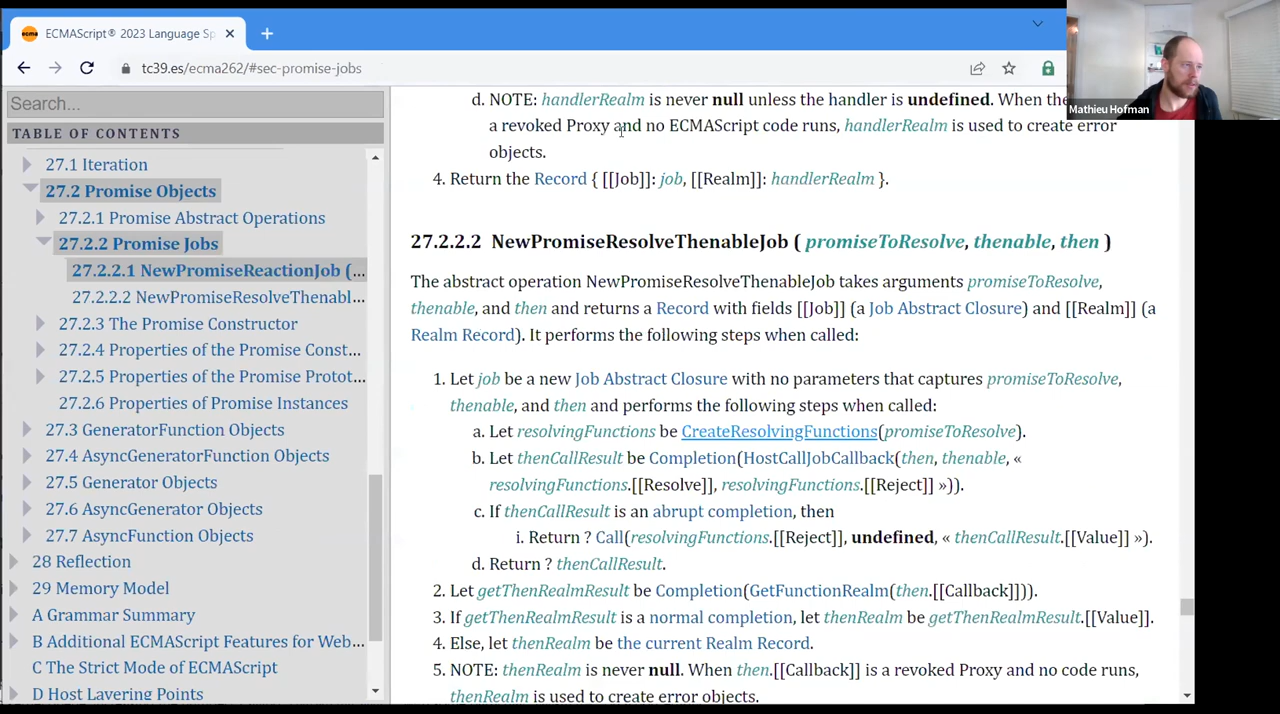 ECMAScript® 2023 Language Sp
tc39.es/ecma262/#sec-promise-jobs
Mathieu Hofman
Search...
TABLE OF CONTENTS
27.1 Iteration
27.2 Promise Objects
27.2.1 Promise Abstract Operations
27.2.2 Promise Jobs
27.2.2.1 NewPromiseReactionJob (...
27.2.2.2 NewPromiseResolveThenabl...
27.2.3 The Promise Constructor
27.2.4 Properties of the Promise Const...
27.2.5 Properties of the Promise Protot...
27.2.6 Properties of Promise Instances
27.3 GeneratorFunction Objects
27.4 AsyncGeneratorFunction Objects
27.5 Generator Objects
27.6 AsyncGenerator Objects
27.7 AsyncFunction Objects
28 Reflection
29 Memory Model
A Grammar Summary
B Additional ECMAScript Features for Web...
C The Strict Mode of ECMAScript
D Host Layering Points
d. NOTE: handlerRealm is never null unless the handler is undefined. When the
a revoked Proxy and no ECMAScript code runs, handlerRealm is used to create error
objects.
4. Return the Record { [[Job]]: job, [[Realm]]: handlerRealm }.
27.2.2.2 NewPromiseResolveThenableJob ( promiseToResolve, thenable, then )
The abstract operation NewPromiseResolveThenableJob takes arguments promiseToResolve,
thenable, and then and returns a Record with fields [[Job]] (a Job Abstract Closure) and [[Realm]] (a
Realm Record). It performs the following steps when called:
1. Let job be a new Job Abstract Closure with no parameters that captures promiseToResolve,
thenable, and then and performs the following steps when called:
a. Let resolvingFunctions be CreateResolvingFunctions(promiseToResolve).
b. Let thenCallResult be Completion(HostCallJobCallback(then, thenable, «
resolvingFunctions.[[Resolve]], resolvingFunctions.[[Reject]] »)).
c. If thenCallResult is an abrupt completion, then
i. Return ? Call(resolvingFunctions.[[Reject]], undefined, « thenCallResult.[[Value]] »).
d. Return ? thenCallResult.
2. Let getThenRealmResult be Completion(GetFunctionRealm(then.[[Callback]])).
3. If getThenRealmResult is a normal completion, let thenRealm be getThenRealmResult.[[Value]].
4. Else, let thenRealm be the current Realm Record.
5. NOTE: thenRealm is never null. When then.[[Callback]] is a revoked Proxy and no code runs,
thenRealm is used to create error objects.